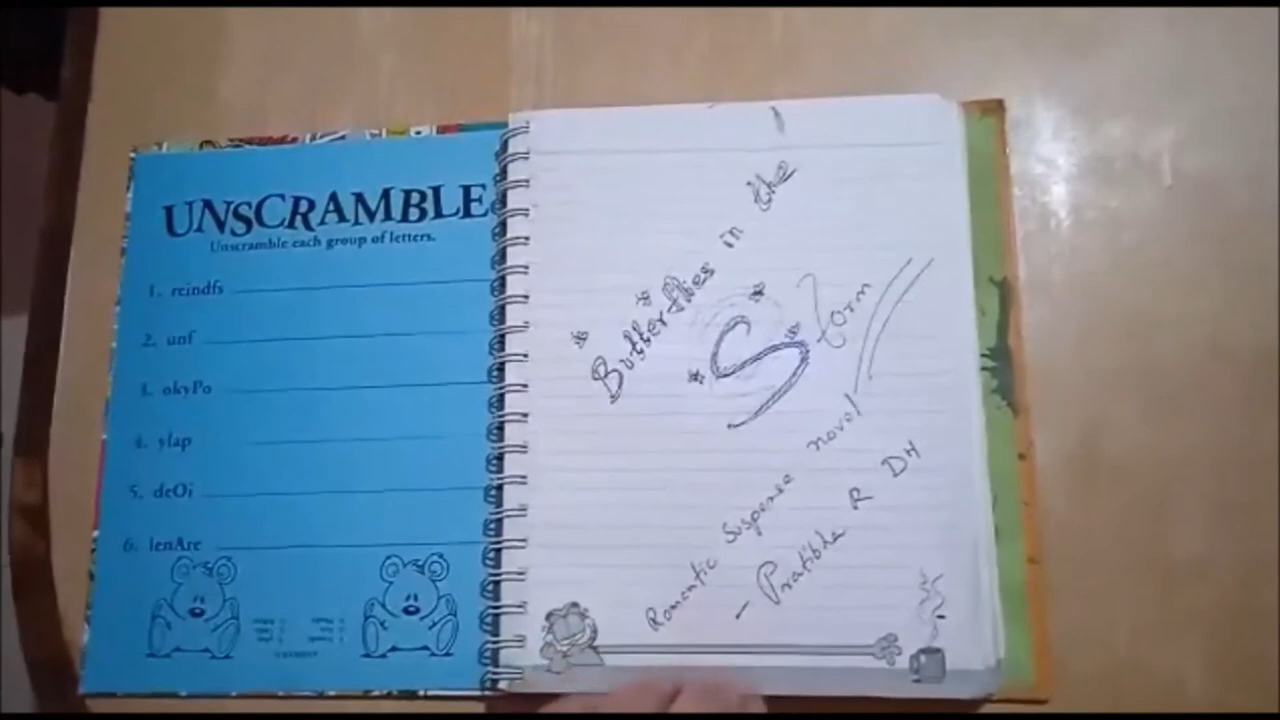 UNSCRAMBLE
Unscramble each group of letters.
1. reindfs
2. unf
3. okyPo
4. ylap
5. deOi
6. lenAre
Butterflies in the
Storm
Romantic Suspense novel
- Pratibha R DH